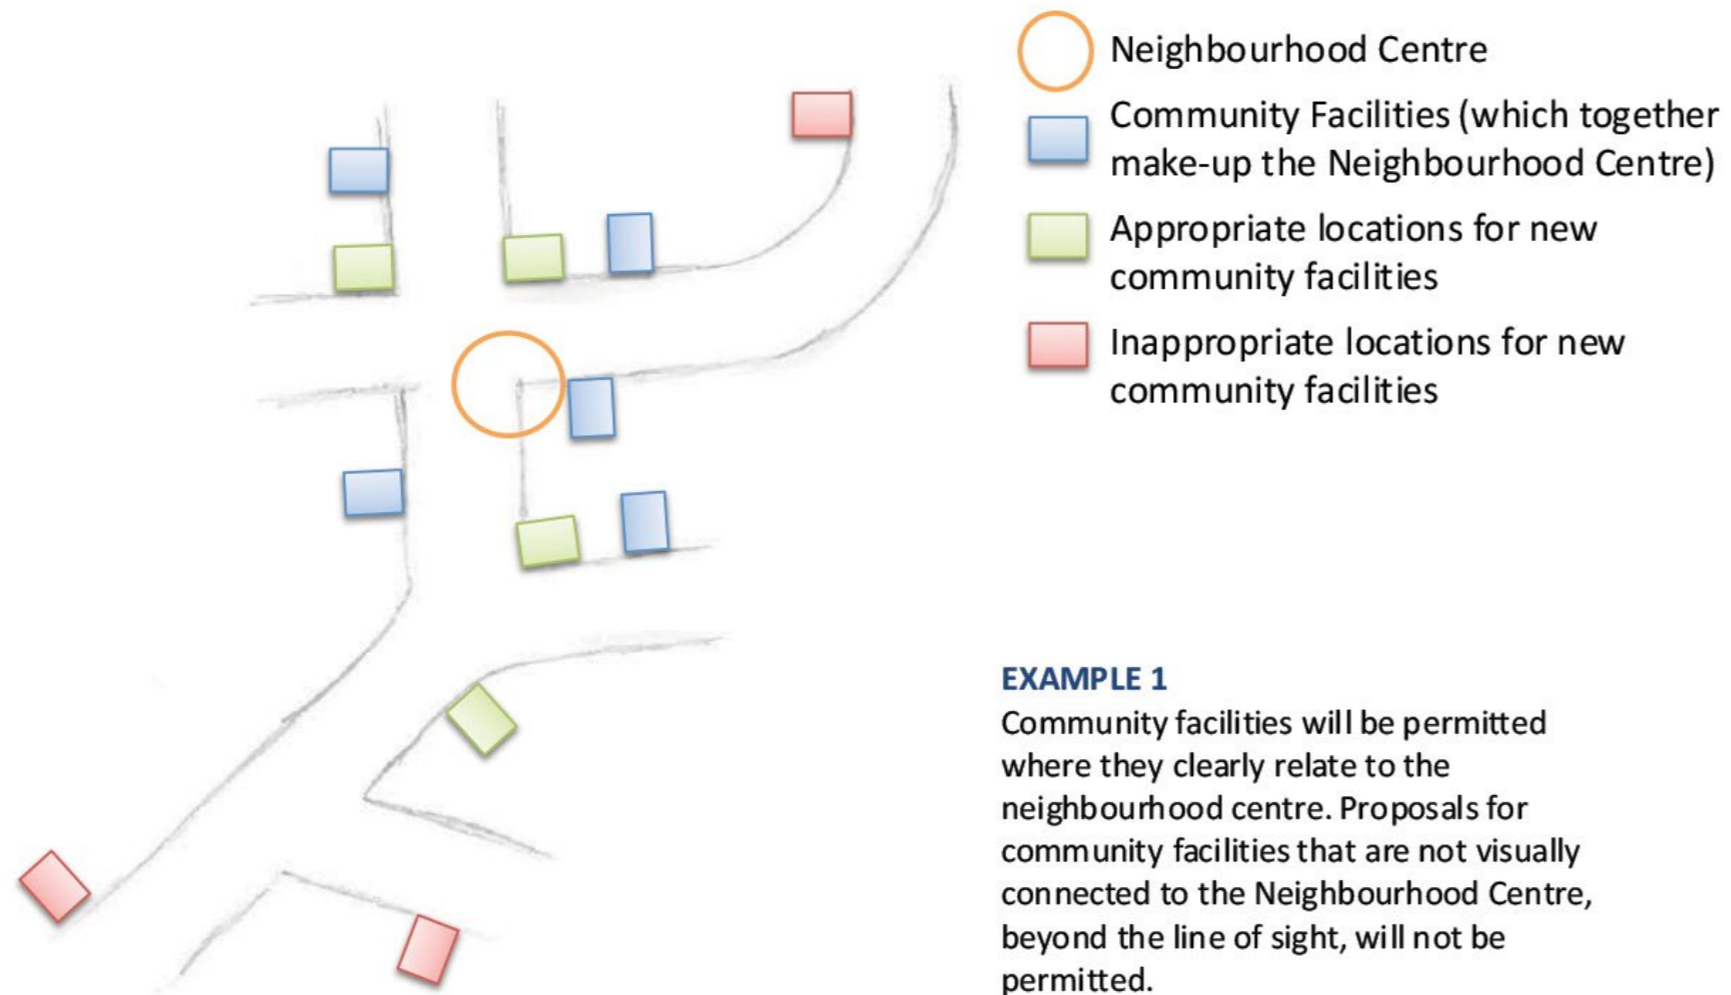 Neighbourhood Centre
Community Facilities (which together
make-up the Neighbourhood Centre)
Appropriate locations for new
community facilities
Inappropriate locations for new
community facilities
EXAMPLE 1
Community facilities will be permitted
where they clearly relate to the
neighbourhood centre. Proposals for
community facilities that are not visually
connected to the Neighbourhood Centre,
beyond the line of sight, will not be
permitted.